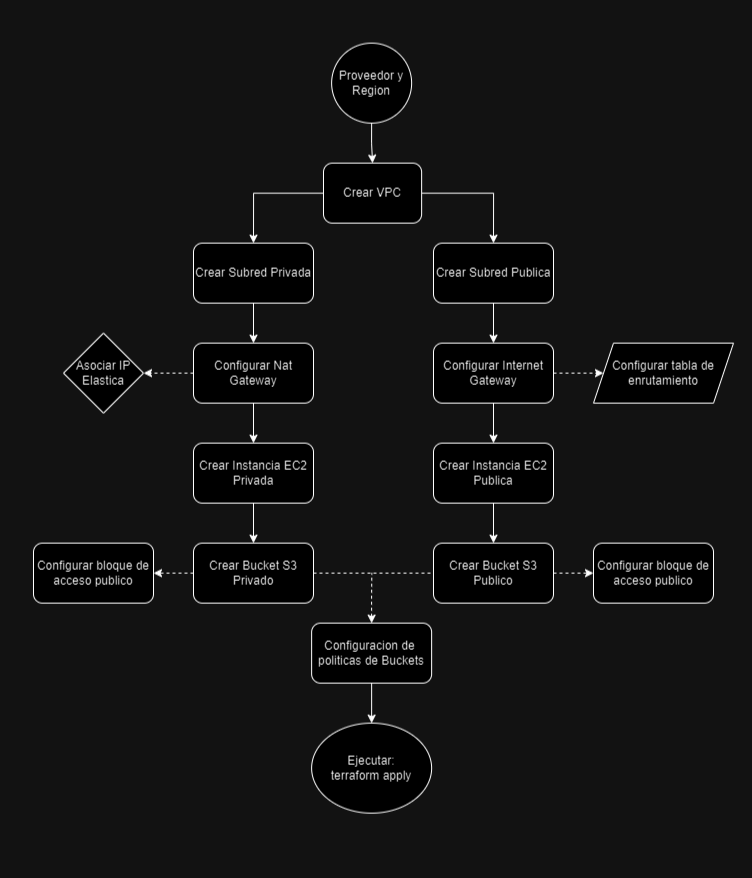 Proveedor y
Region
Crear VPC
Crear Subred Privada
Crear Subred Publica
Asociar IP
Elastica
Configurar Nat
Gateway
Configurar Internet
Gateway
Configurar tabla de
enrutamiento
Crear Instancia EC2
Privada
Crear Instancia EC2
Publica
Configurar bloque de
acceso publico
Crear Bucket S3
Privado
Crear Bucket S3
Publico
Configurar bloque de
acceso publico
Configuracion de
politicas de Buckets
Ejecutar:
terraform apply